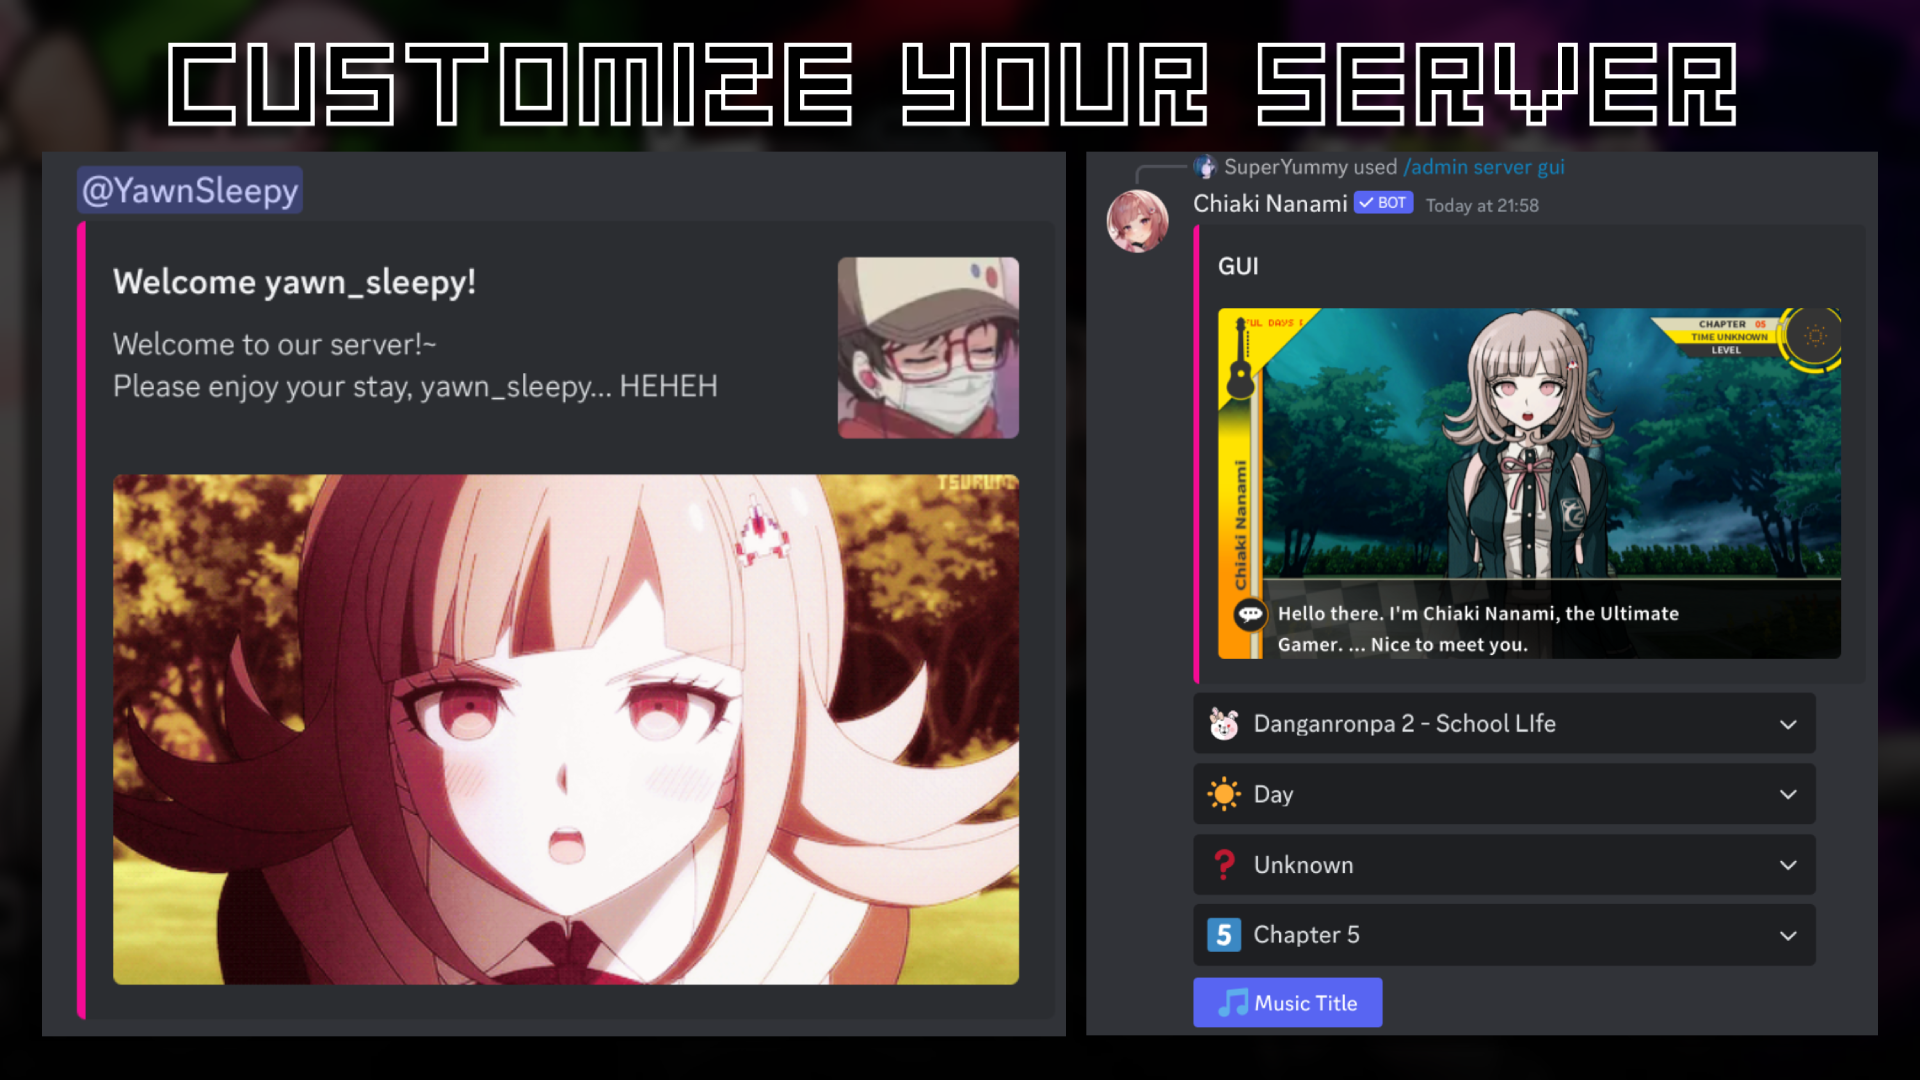 CUSTOMIZE YOUR SERVER
@YawnSleepy
Welcome yawn_sleepy!
Welcome to our server!~
Please enjoy your stay, yawn_sleepy... HEHEH
SuperYummy used /admin server gui
Chiaki Nanami BOT Today at 21:58
GUI
CHAPTER 05
TIME UNKNOWN
LEVEL
Chiaki Nanami
Hello there. I'm Chiaki Nanami, the Ultimate
Gamer. ... Nice to meet you.
Danganronpa 2 - School LIfe
Day
Unknown
5 Chapter 5
Music Title